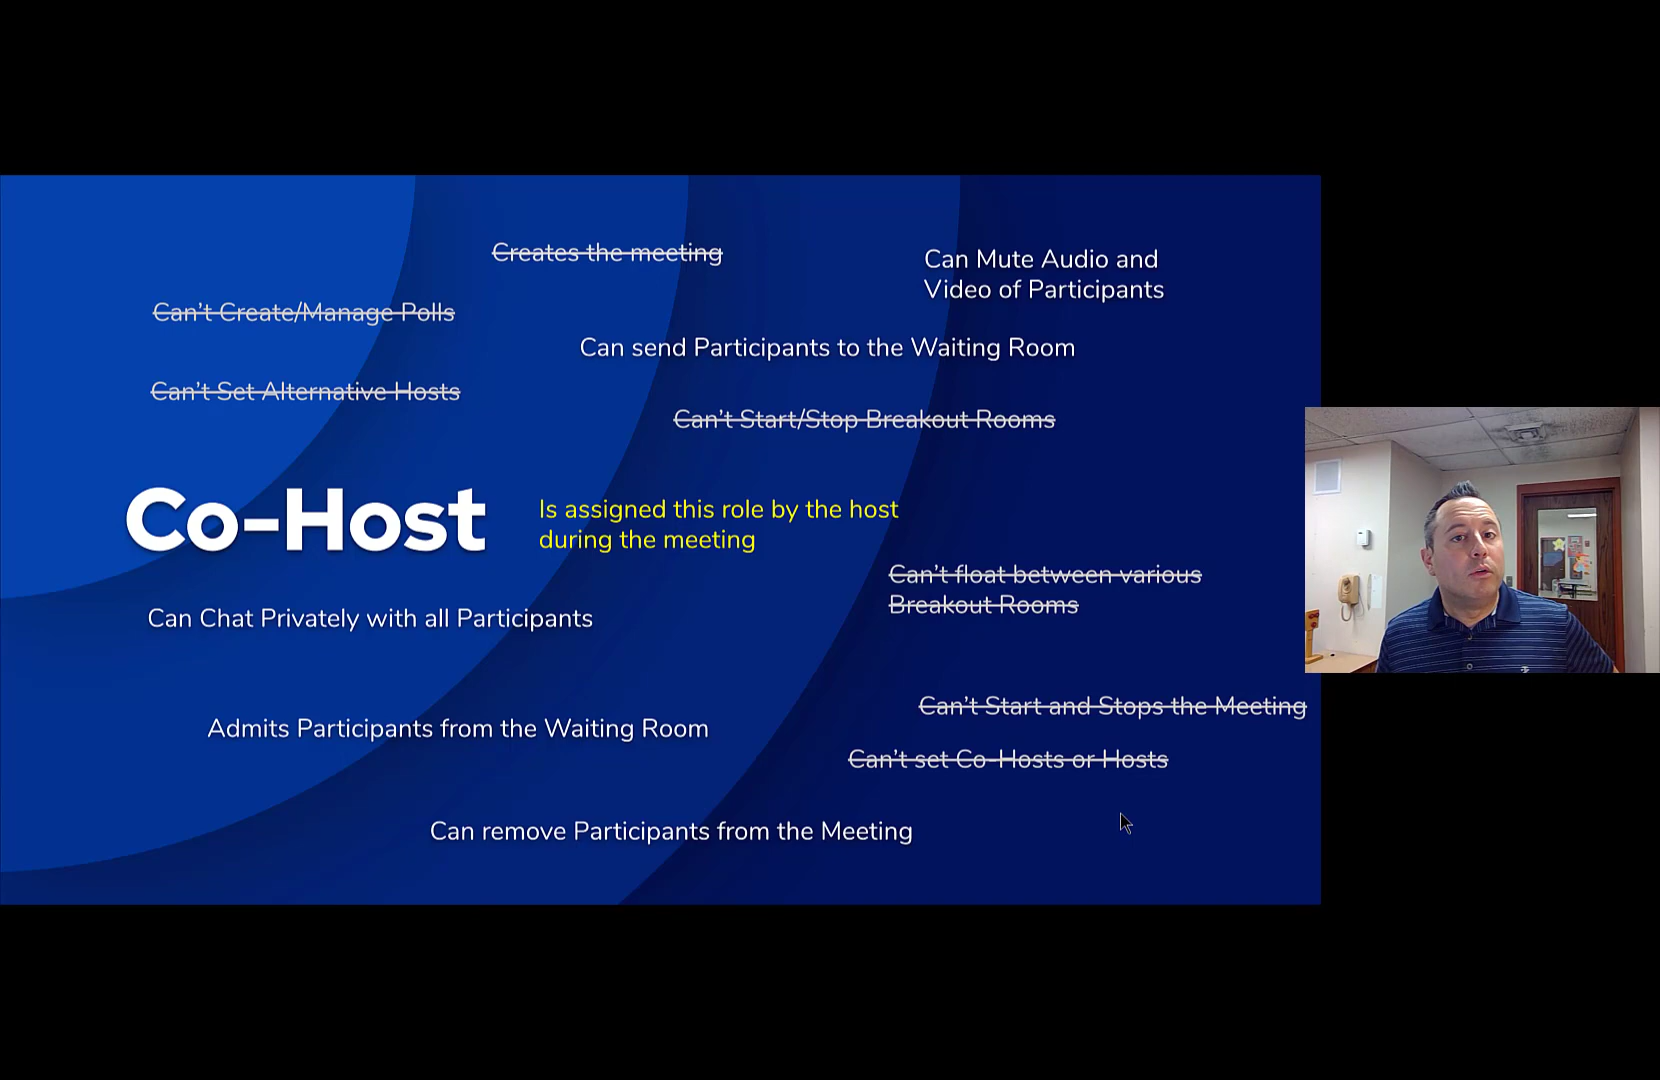 Creates the meeting
Can Mute Audio and
Video of Participants
Can't Create/Manage Polls
Can send Participants to the Waiting Room
Can't Set Alternative Hosts
Can't Start/Stop Breakout Rooms
Co-Host
Is assigned this role by the host
during the meeting
Can't float between various
Breakout Rooms
Can Chat Privately with all Participants
Can't Start and Stops the Meeting
Admits Participants from the Waiting Room
Can't set Co-Hosts or Hosts
Can remove Participants from the Meeting